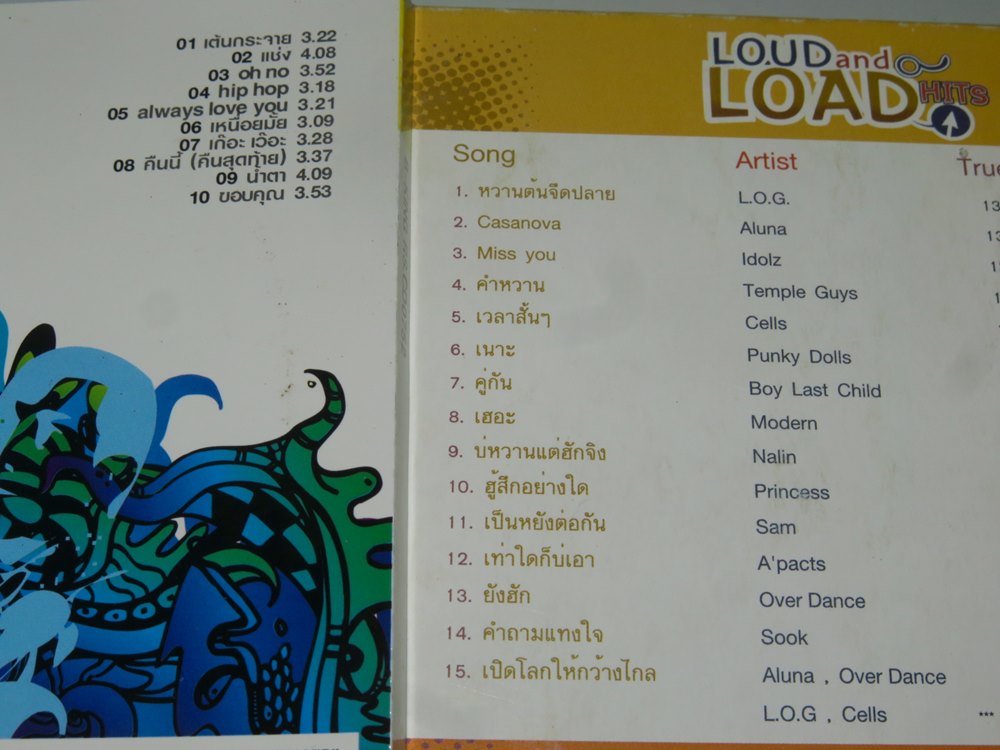 01 เต้นกระจาย 3.22
02 แช่ง 4.08
03 oh no 3.52
04 hip hop 3.18
05 always love you 3.21
06 เหนื่อยมั้ย 3.09
07 เก๊อะ เว๊อะ 3.28
08 คืนนี้ (คืนสุดท้าย) 3.37
09 น้ำตา 4.09
10 ขอบคุณ 3.53
LOUD and
LOAD HITS
Song Artist True
1. หวานต้นจืดปลาย L.O.G. 13
2. Casanova Aluna 13
3. Miss you Idolz
4. คำหวาน Temple Guys
5. เวลาสั้นๆ Cells
6. เนาะ Punky Dolls
7. คู่กัน Boy Last Child
8. เฮอะ Modern
9. บ่หวานแต่ฮักจิง Nalin
10. ฮู้สึกอย่างใด Princess
11. เป็นหยังต่อกัน Sam
12. เท่าใดก็บ่เอา A'pacts
13. ยังฮัก Over Dance
14. คำถามแทงใจ Sook
15. เปิดโลกให้กว้างไกล Aluna , Over Dance
L.O.G , Cells ***